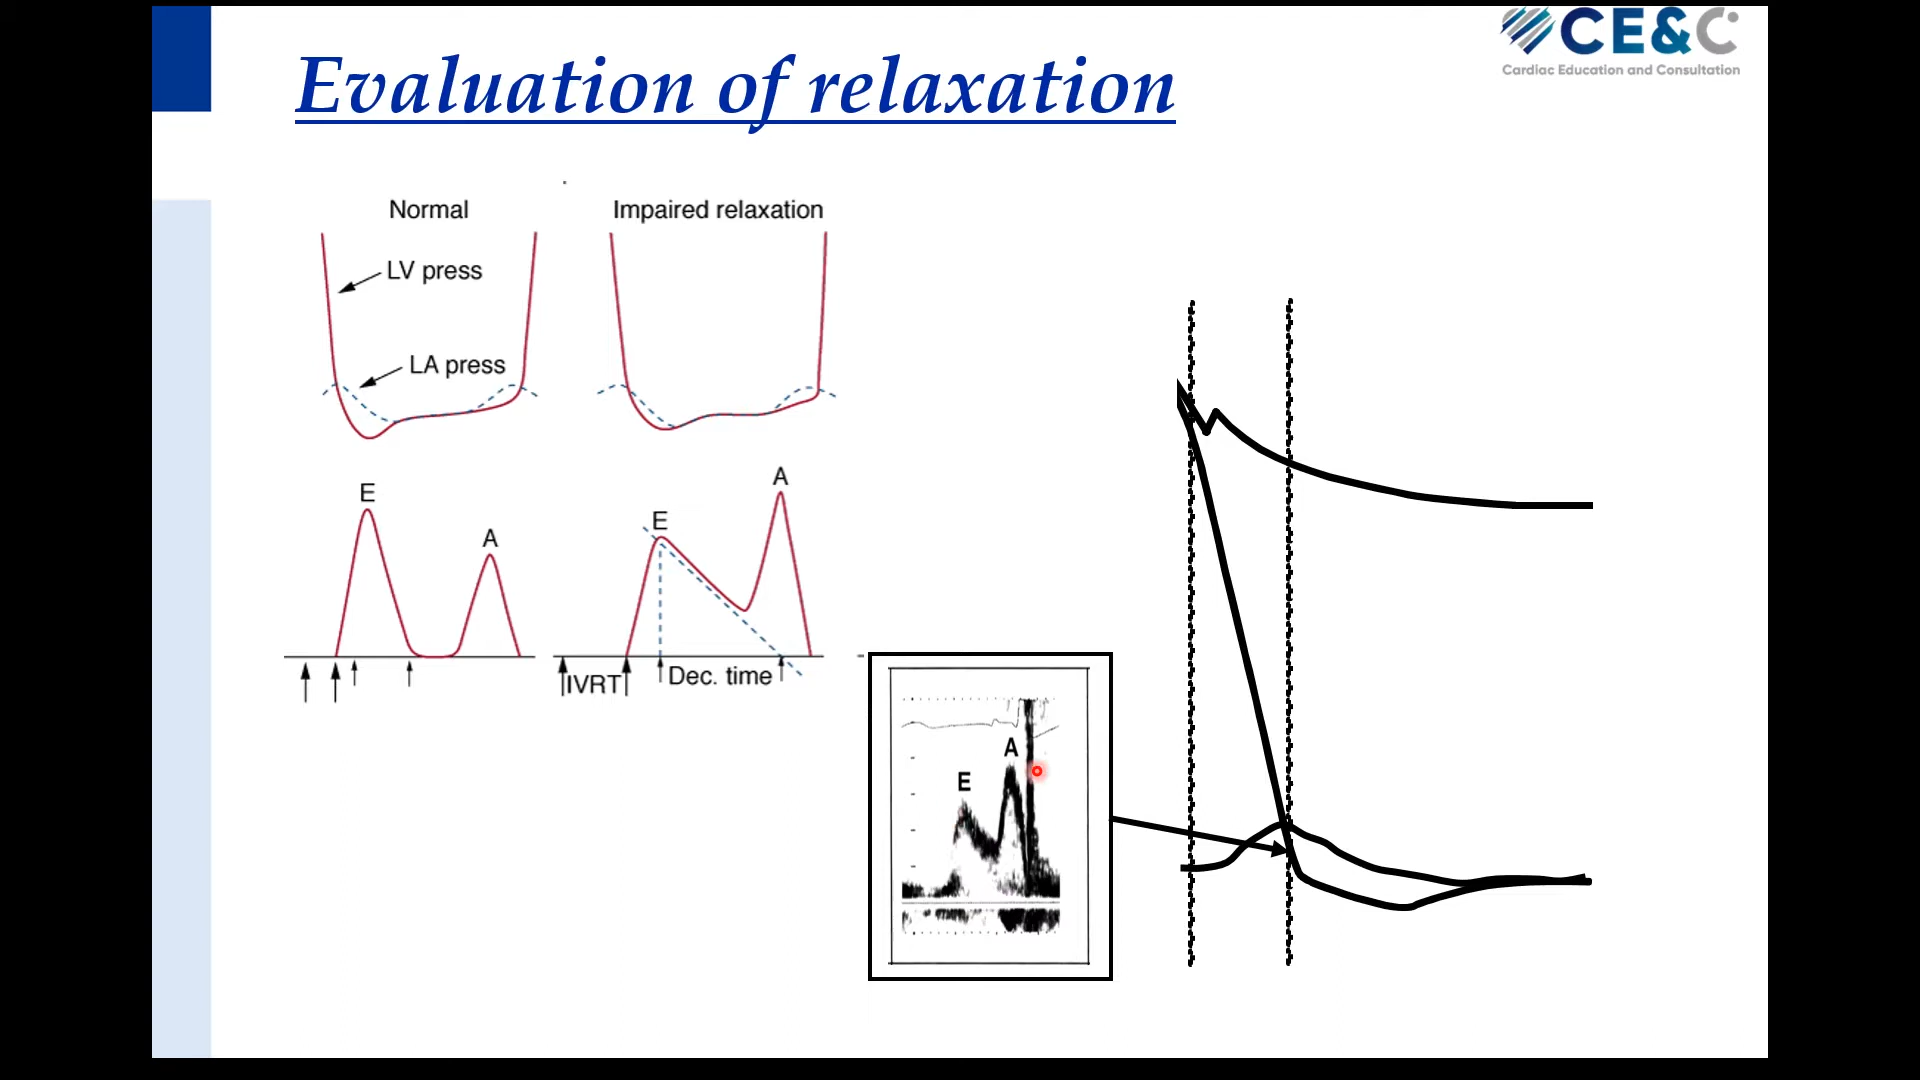 CE&C
Cardiac Education and Consultation
Evaluation of relaxation
Normal
Impaired relaxation
LV press
LA press
E
A
E
A
IVRT
Dec. time
E
A